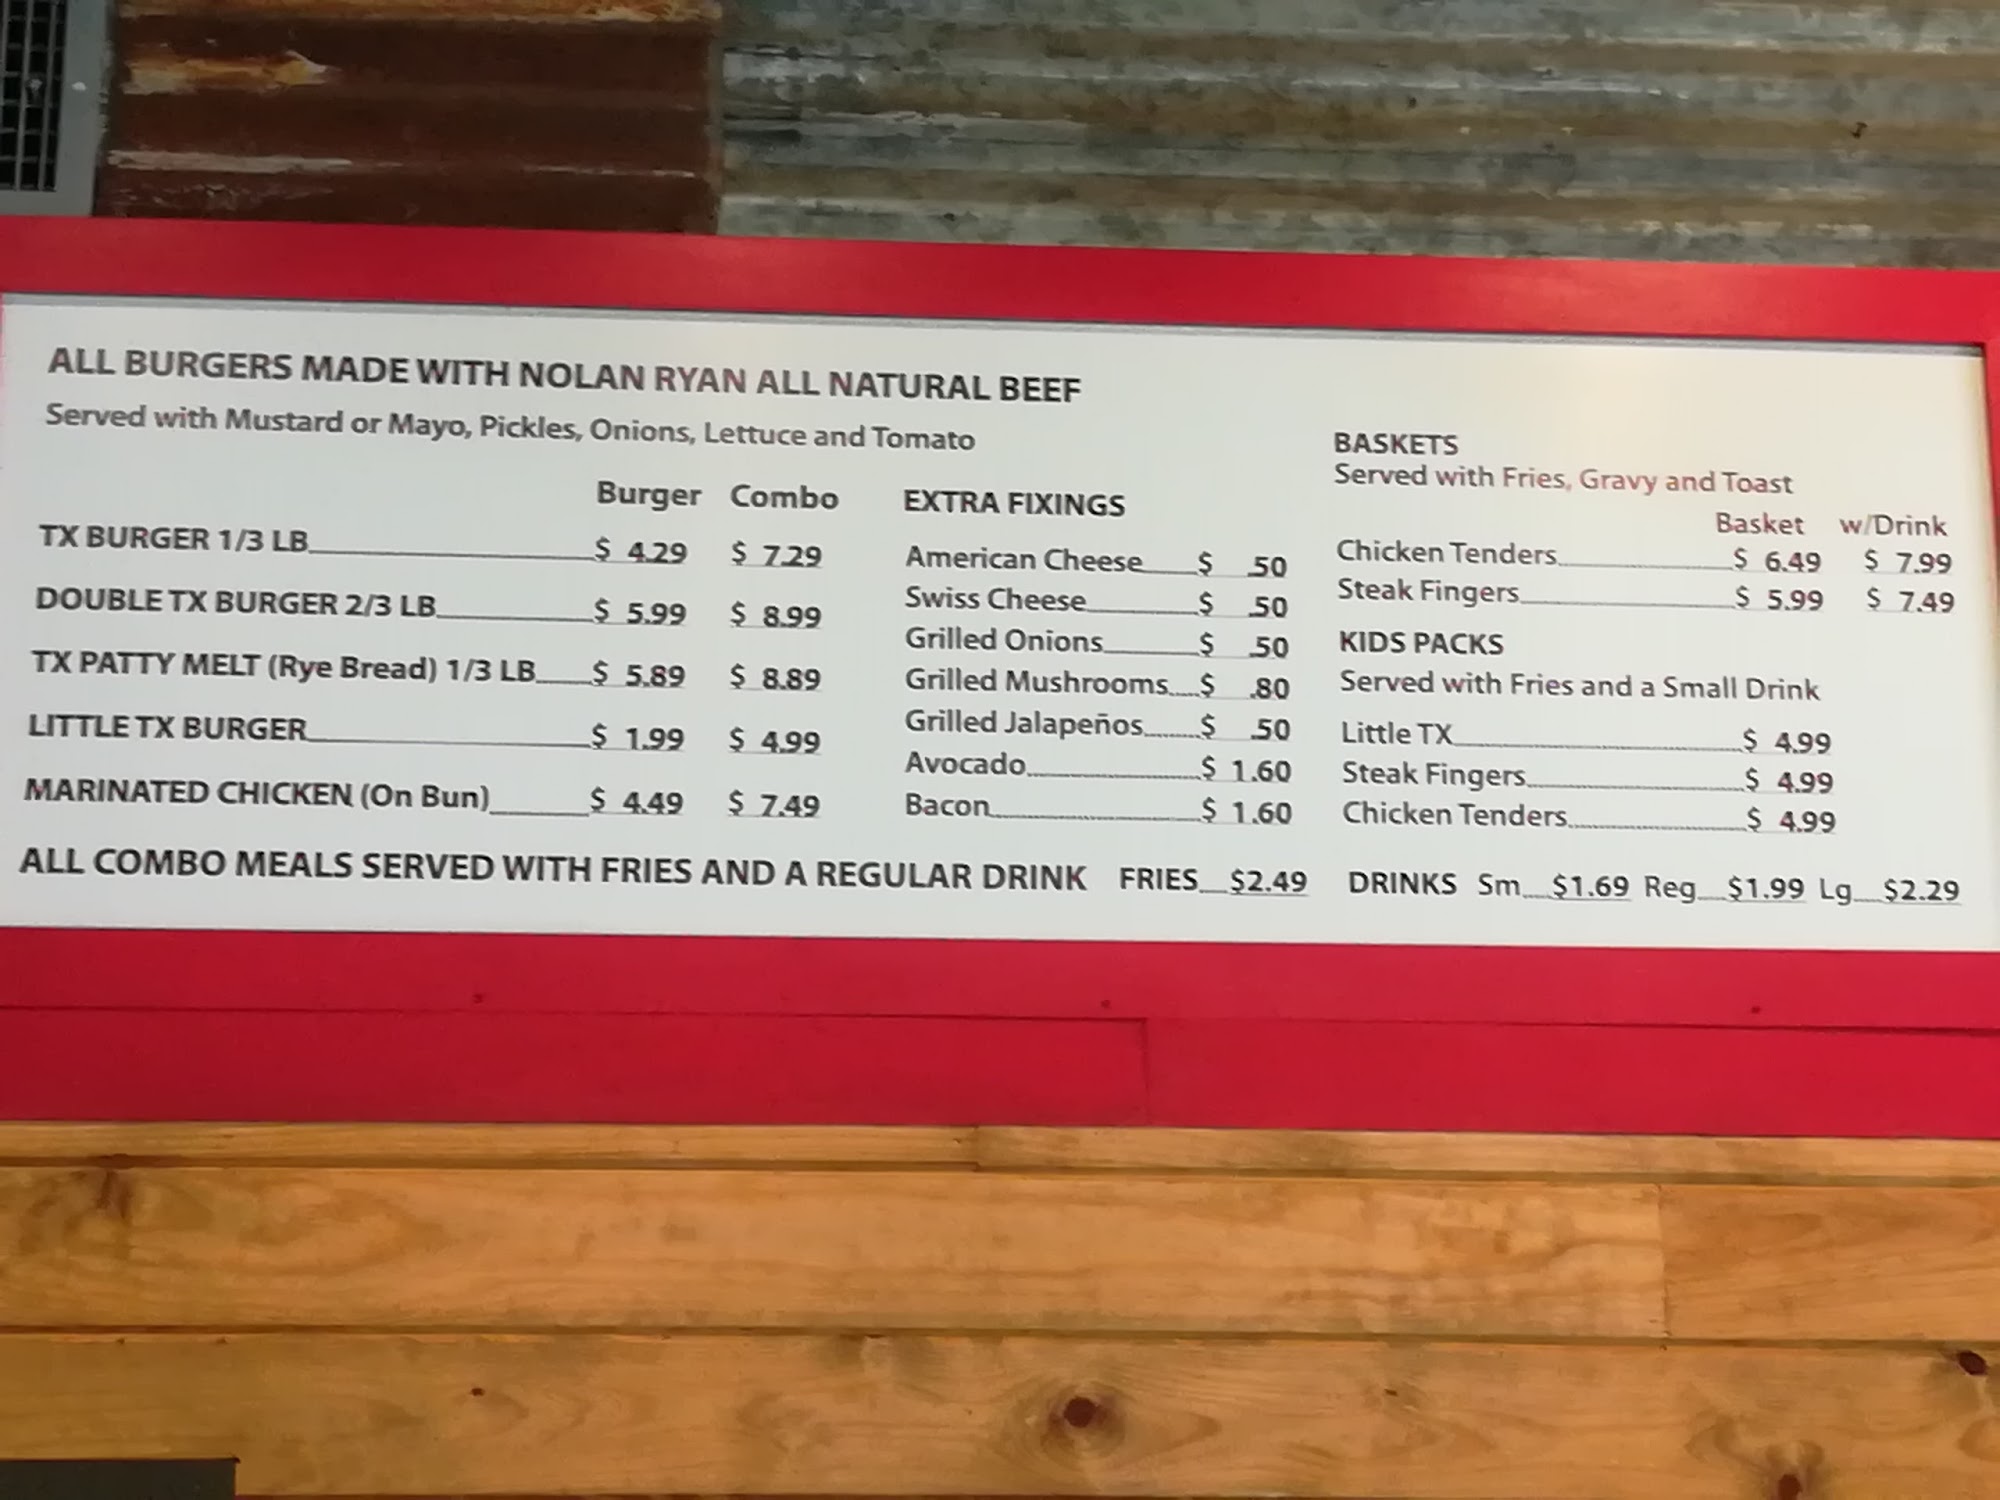 ALL BURGERS MADE WITH NOLAN RYAN ALL NATURAL BEEF
Served with Mustard or Mayo, Pickles, Onions, Lettuce and Tomato
Burger Combo
TX BURGER 1/3 LB $ 4.29 $ 7.29
DOUBLE TX BURGER 2/3 LB $ 5.99 $ 8.99
TX PATTY MELT (Rye Bread) 1/3 LB $ 5.89 $ 8.89
LITTLE TX BURGER $ 1.99 $ 4.99
MARINATED CHICKEN (On Bun) $ 4.49 $ 7.49
EXTRA FIXINGS
American Cheese $ .50
Swiss Cheese $ .50
Grilled Onions $ .50
Grilled Mushrooms $ .80
Grilled Jalapeños $ .50
Avocado $ 1.60
Bacon $ 1.60
BASKETS
Served with Fries, Gravy and Toast
Basket w/Drink
Chicken Tenders $ 6.49 $ 7.99
Steak Fingers $ 5.99 $ 7.49
KIDS PACKS
Served with Fries and a Small Drink
Little TX $ 4.99
Steak Fingers $ 4.99
Chicken Tenders $ 4.99
ALL COMBO MEALS SERVED WITH FRIES AND A REGULAR DRINK FRIES $2.49 DRINKS Sm $1.69 Reg $1.99 Lg $2.29